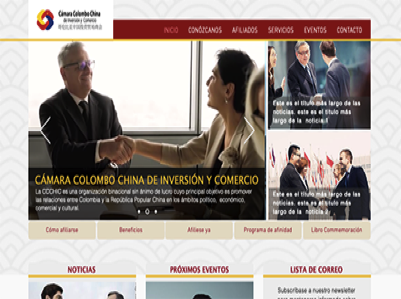 Cámara Colombo China
de Inversión y Comercio
INICIO CONÓZCANOS AFILIADOS SERVICIOS EVENTOS CONTACTO
Este es el título más largo de las
noticias. este es el título más
largo de la noticia 1
CÁMARA COLOMBO CHINA DE INVERSIÓN Y COMERCIO
La CCCHIC es una organización binacional sin ánimo de lucro cuyo principal objetivo es promover
las relaciones entre Colombia y la República Popular China en los ámbitos político, económico,
comercial y cultural.
Este es el título más largo de las
noticias. este es el título más
largo de la noticia 2
Cómo afiliarse Beneficios Afíliese ya Programa de afinidad Libro Conmemoración
NOTICIAS PRÓXIMOS EVENTOS LISTA DE CORREO
Subscríbase a nuestro newsletter